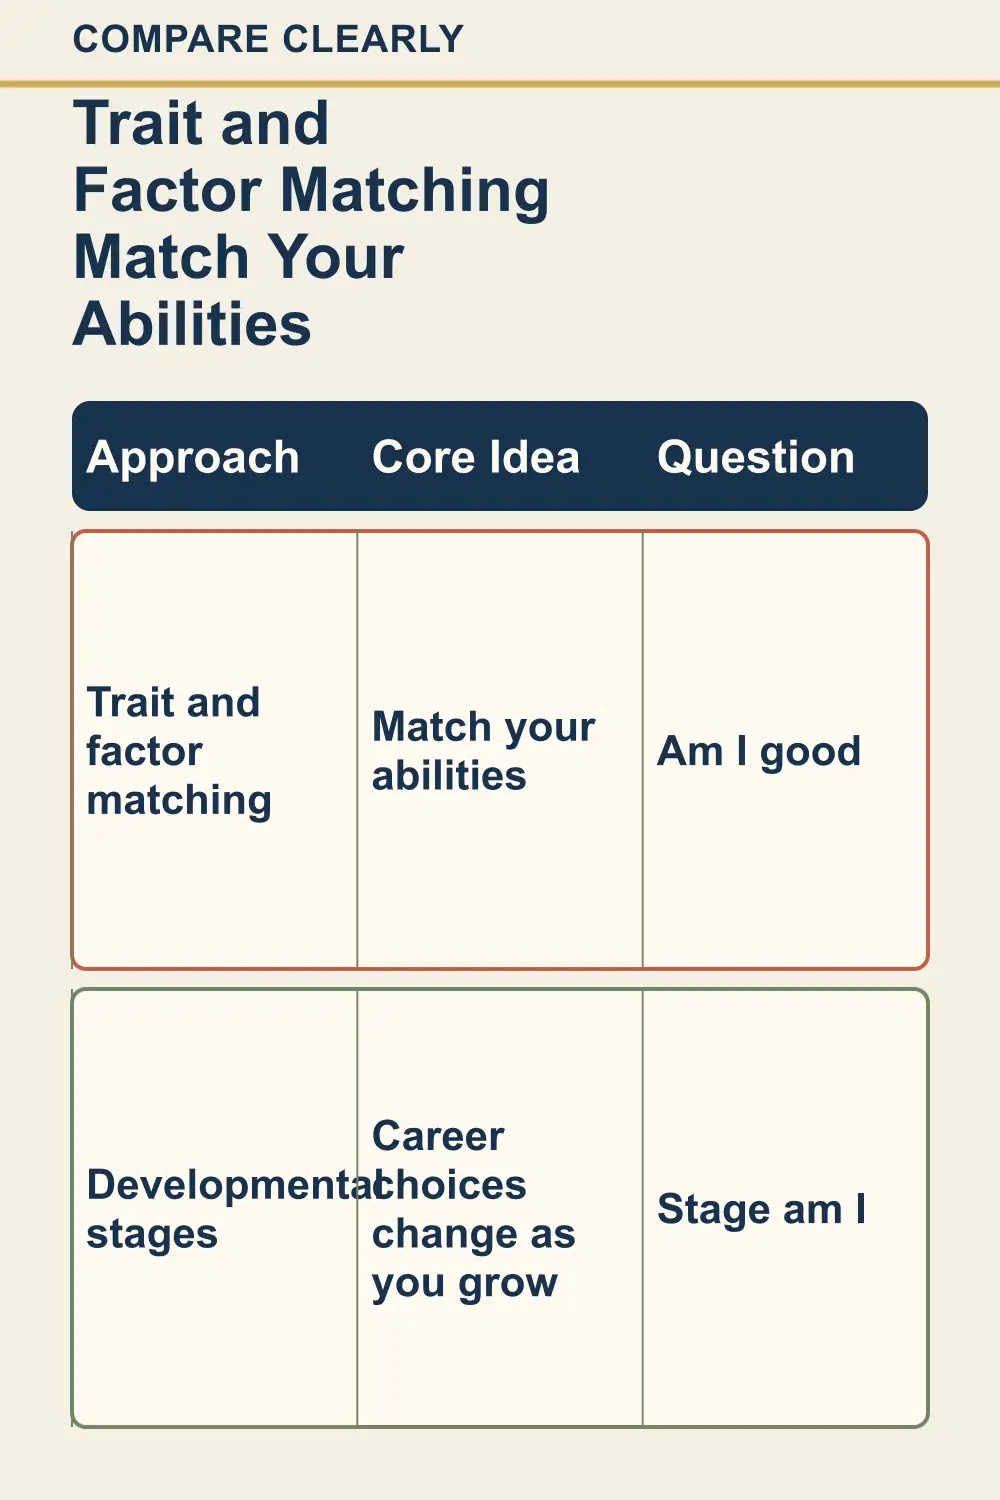 COMPARE CLEARLY
Trait and
Factor Matching
Match Your
Abilities
Approach Core Idea Question
Trait and
factor
matching
Match your
abilities
Am I good
Developmental
stages
Career
choices
change as
you grow
Stage am I